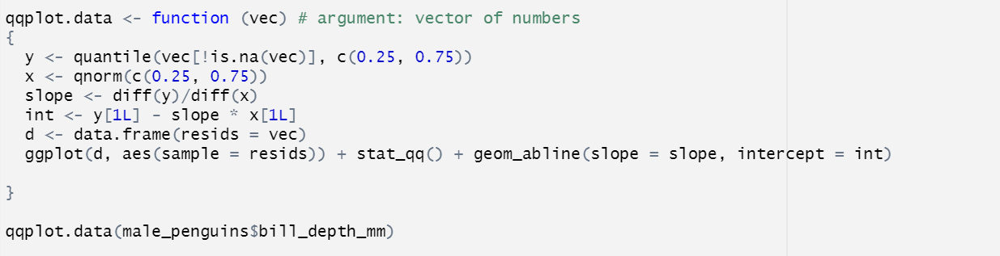 qqplot.data <- function (vec) # argument: vector of numbers
{
  y <- quantile(vec[!is.na(vec)], c(0.25, 0.75))
  x <- qnorm(c(0.25, 0.75))
  slope <- diff(y)/diff(x)
  int <- y[1L] - slope * x[1L]
  d <- data.frame(resids = vec)
  ggplot(d, aes(sample = resids)) + stat_qq() + geom_abline(slope = slope, intercept = int)
}
qqplot.data(male_penguins$bill_depth_mm)